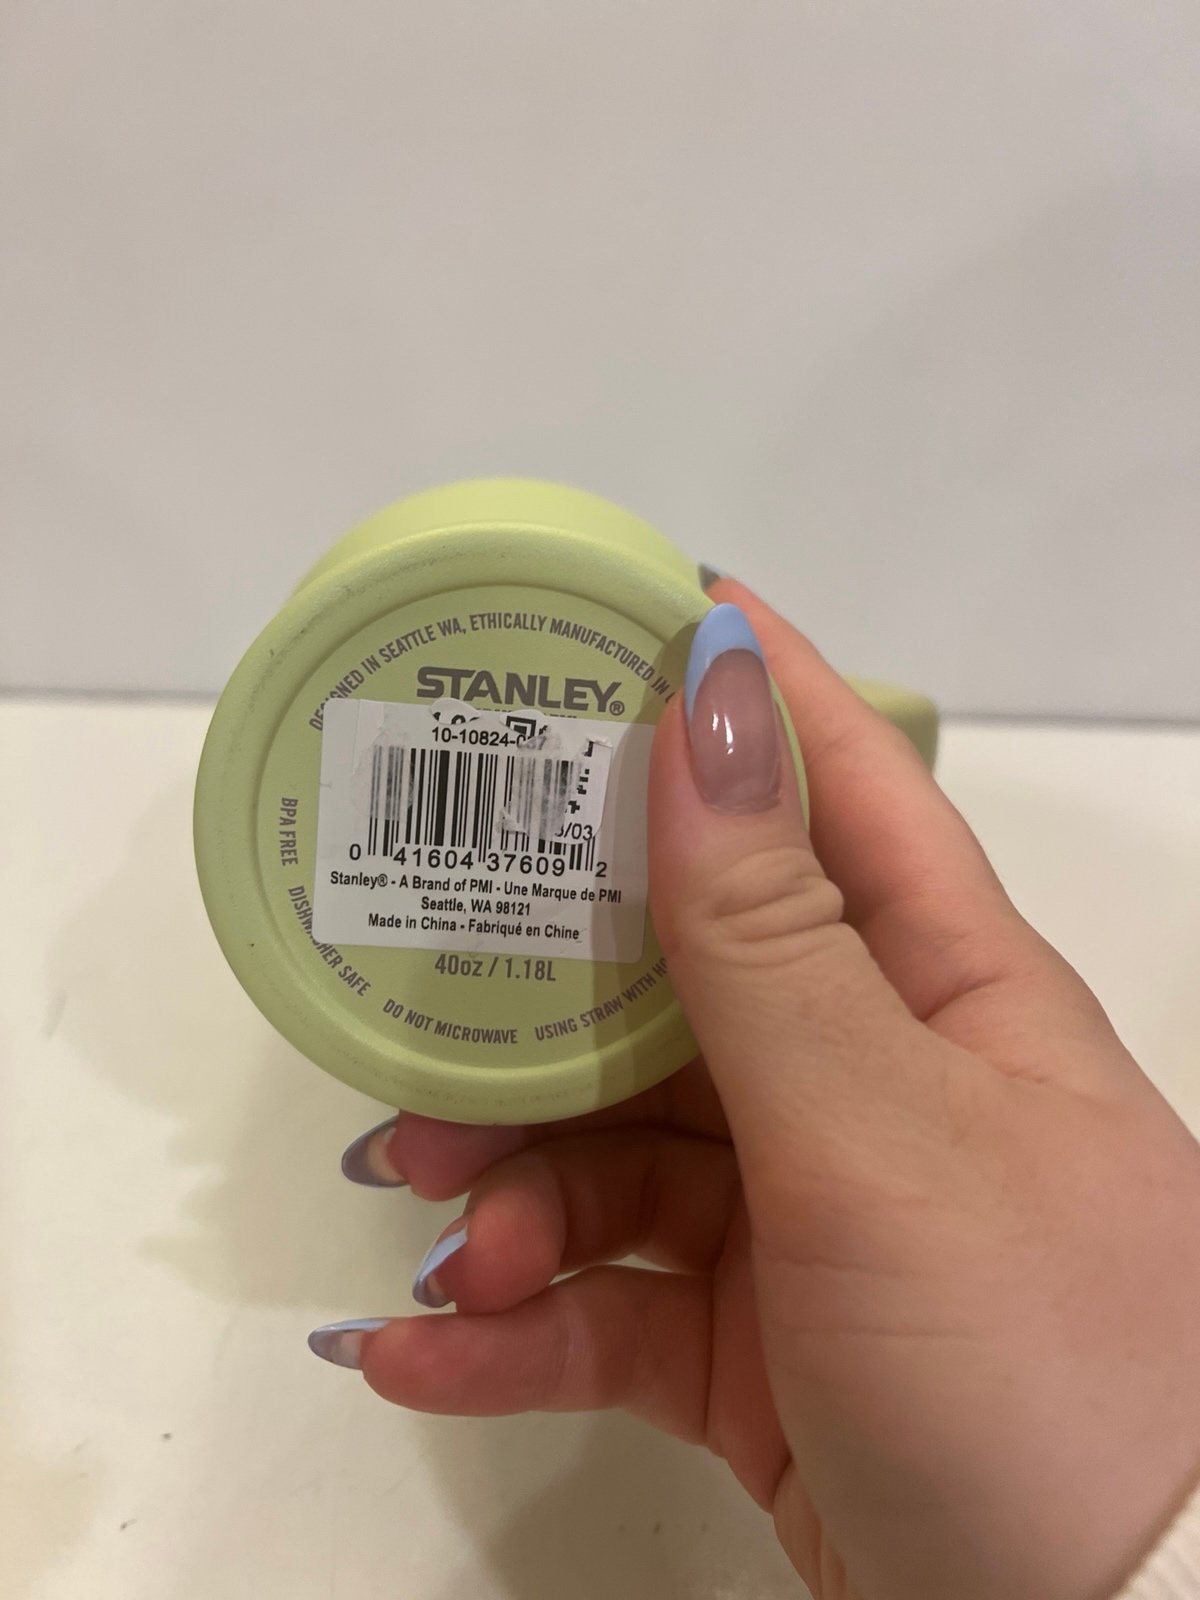 DESIGNED IN SEATTLE WA, ETHICALLY MANUFACTURED IN
STANLEY®
10-10824-
3/03
0 41604 37609 2
Stanley® - A Brand of PMI - Une Marque de PMI
Seattle, WA 98121
Made in China - Fabriqué en Chine
40oz / 1.18L
BPA FREE
DISHWASHER SAFE
DO NOT MICROWAVE
USING STRAW WITH